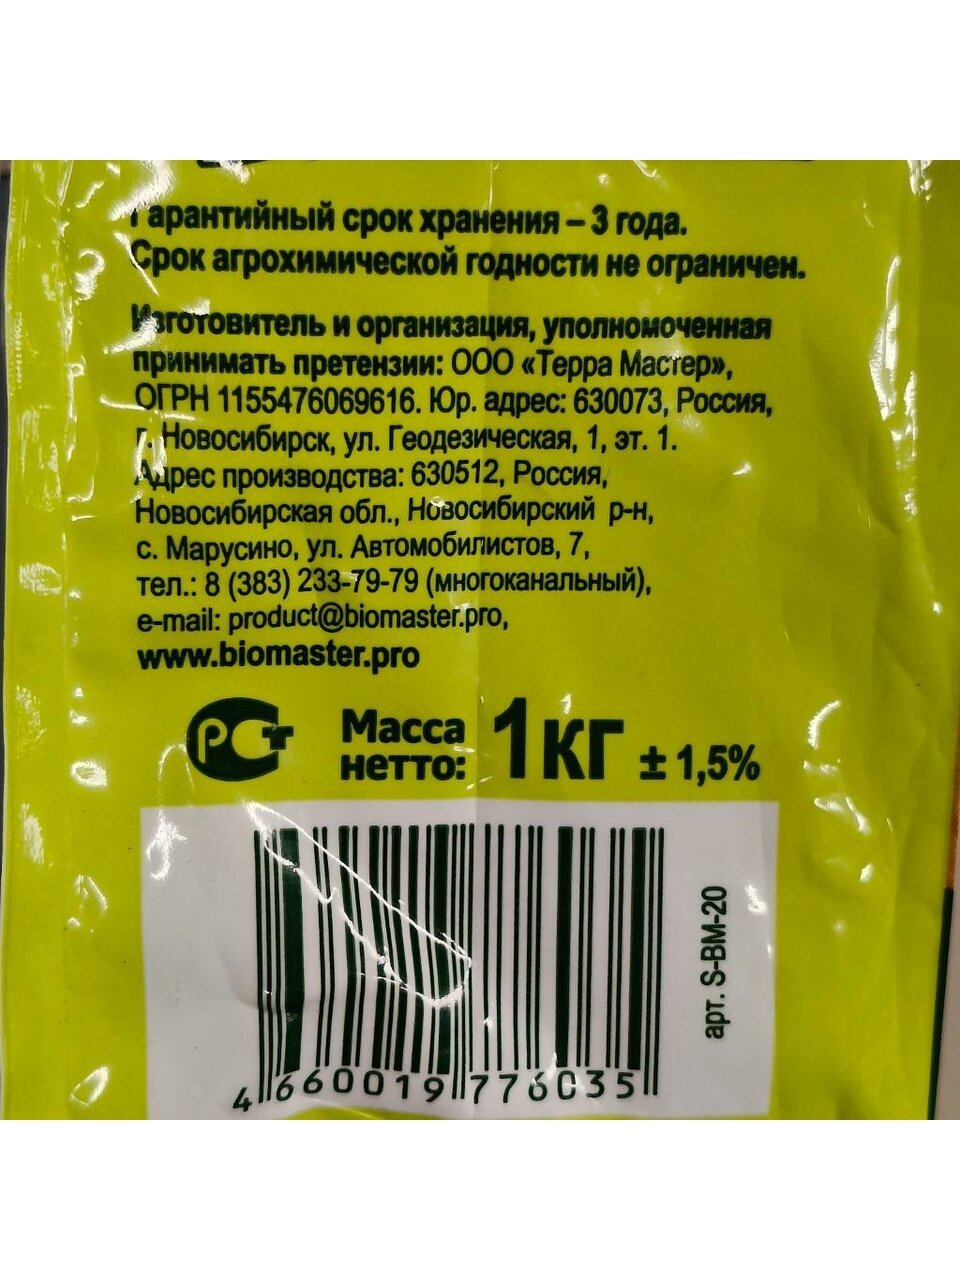 Гарантийный срок хранения – 3 года.
Срок агрохимической годности не ограничен.
Изготовитель и организация, уполномоченная
принимать претензии: ООО «Терра Мастер»,
ОГРН 1155476069616. Юр. адрес: 630073, Россия,
г. Новосибирск, ул. Геодезическая, 1, эт. 1.
Адрес производства: 630512, Россия,
Новосибирская обл., Новосибирский р-н,
с. Марусино, ул. Автомобилистов, 7,
тел.: 8 (383) 233-79-79 (многоканальный),
e-mail: product@biomaster.pro,
www.biomaster.pro
РСТ
Масса
нетто: 1кг ± 1,5%
арт. S-BM-20
4 660019 776035